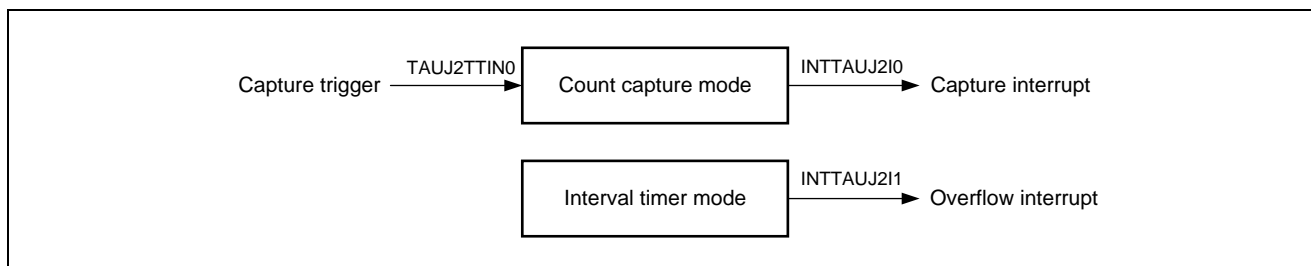 Capture trigger
TAUJ2TTIN0
Count capture mode
INTTAUJ2I0
Capture interrupt
Interval timer mode
INTTAUJ2I1
Overflow interrupt